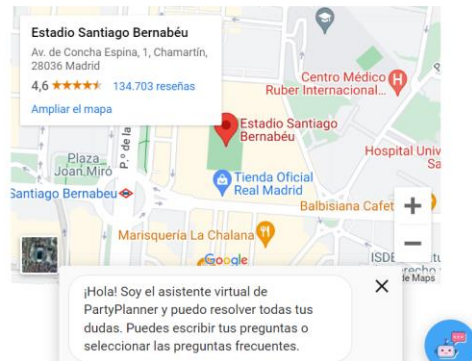 Estadio Santiago Bernabéu
Av. de Concha Espina, 1, Chamartín,
28036 Madrid
4,6 134.703 reseñas
Ampliar el mapa
Centro Médico
Ruber Internacional...
Estadio Santiago
Bernabéu
Hospital Univ
Sa
Plaza
Joan Miró
P.º de la
Tienda Oficial
Real Madrid
Santiago Bernabeu
Balbisiana Cafet
Marisquería La Chalana
Google
ISDE
de Maps
¡Hola! Soy el asistente virtual de
PartyPlanner y puedo resolver todas tus
dudas. Puedes escribir tus preguntas o
seleccionar las preguntas frecuentes.